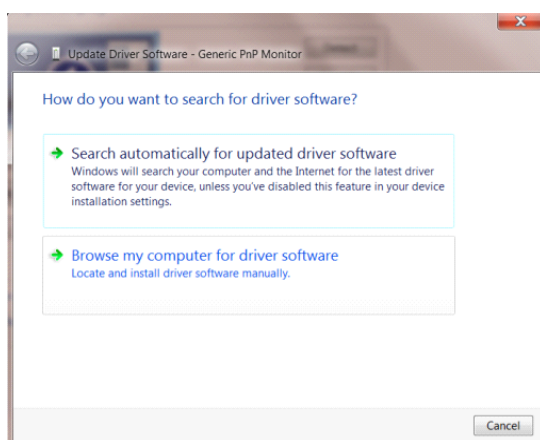 Update Driver Software - Generic PnP Monitor
How do you want to search for driver software?
Search automatically for updated driver software
Windows will search your computer and the Internet for the latest driver
software for your device, unless you've disabled this feature in your device
installation settings.
Browse my computer for driver software
Locate and install driver software manually.
Cancel